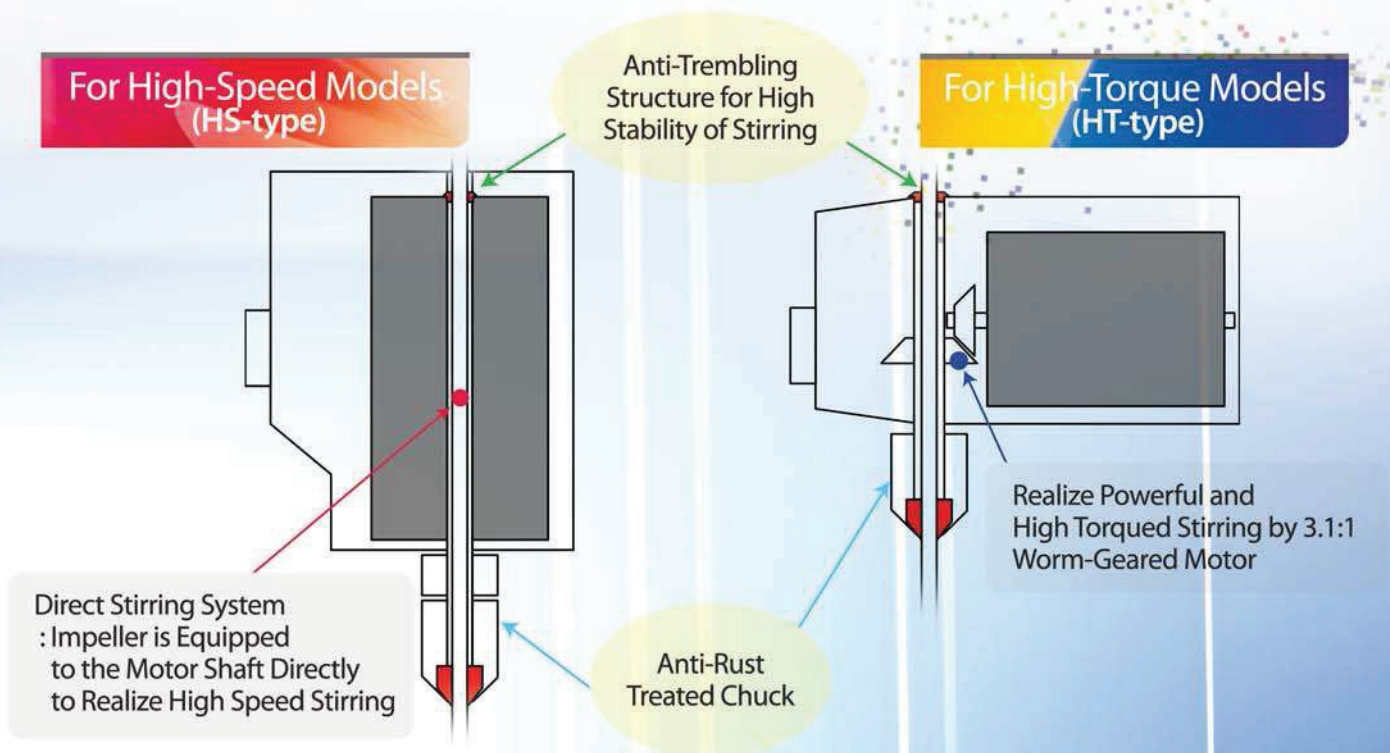 For High-Speed Models
(HS-type)
Anti-Trembling
Structure for High
Stability of Stirring
For High-Torque Models
(HT-type)
Direct Stirring System
: Impeller is Equipped
to the Motor Shaft Directly
to Realize High Speed Stirring
Anti-Rust
Treated Chuck
Realize Powerful and
High Torqued Stirring by 3.1:1
Worm-Geared Motor